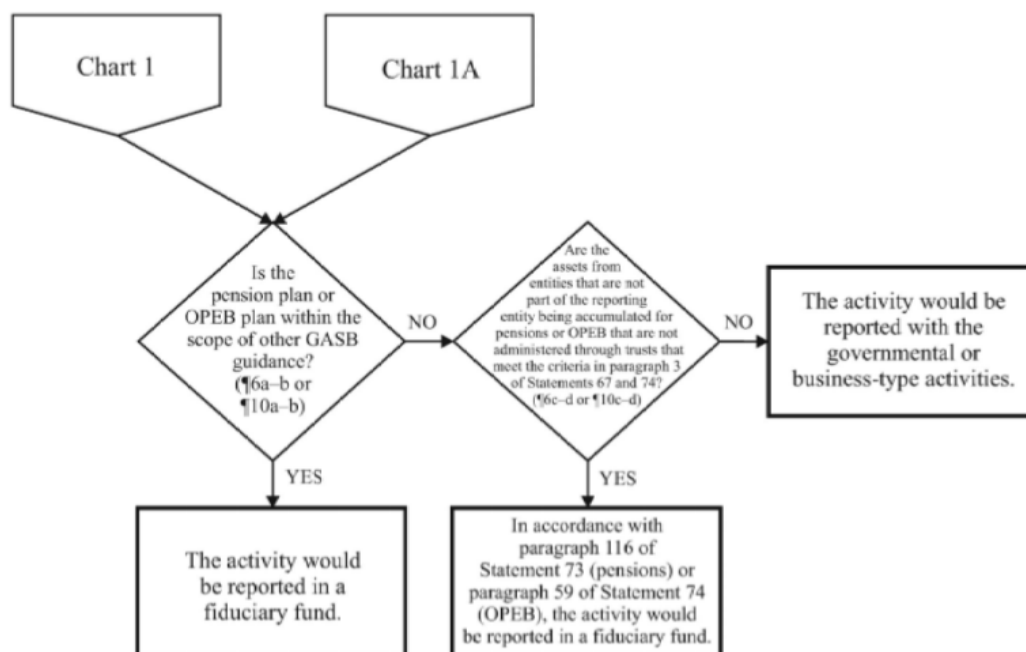 Chart 1
Chart 1A
Is the
pension plan or
OPEB plan within the
scope of other GASB
guidance?
(¶6a–b or
¶10a–b)
NO
Are the
assets from
entities that are not
part of the reporting
entity being accumulated for
pensions or OPEB that are not
administered through trusts that
meet the criteria in paragraph 3
of Statements 67 and 74?
(¶6c–d or ¶10c–d)
NO
The activity would be
reported with the
governmental or
business-type activities.
YES
YES
The activity would
be reported in a
fiduciary fund.
In accordance with
paragraph 116 of
Statement 73 (pensions) or
paragraph 59 of Statement 74
(OPEB), the activity would
be reported in a fiduciary fund.